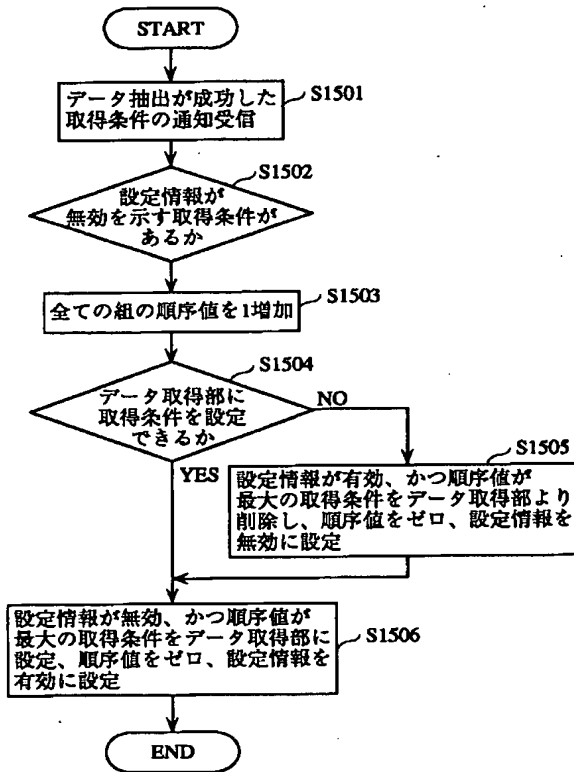 START
データ抽出が成功した
取得条件の通知受信
S1501
S1502
設定情報が
無効を示す取得条件が
あるか
全ての組の順序値を1増加
S1503
S1504
データ取得部に
取得条件を設定
できるか
NO
YES
S1505
設定情報が有効、かつ順序値が
最大の取得条件をデータ取得部より
削除し、順序値をゼロ、設定情報を
無効に設定
設定情報が無効、かつ順序値が
最大の取得条件をデータ取得部に
設定、順序値をゼロ、設定情報を
有効に設定
S1506
END